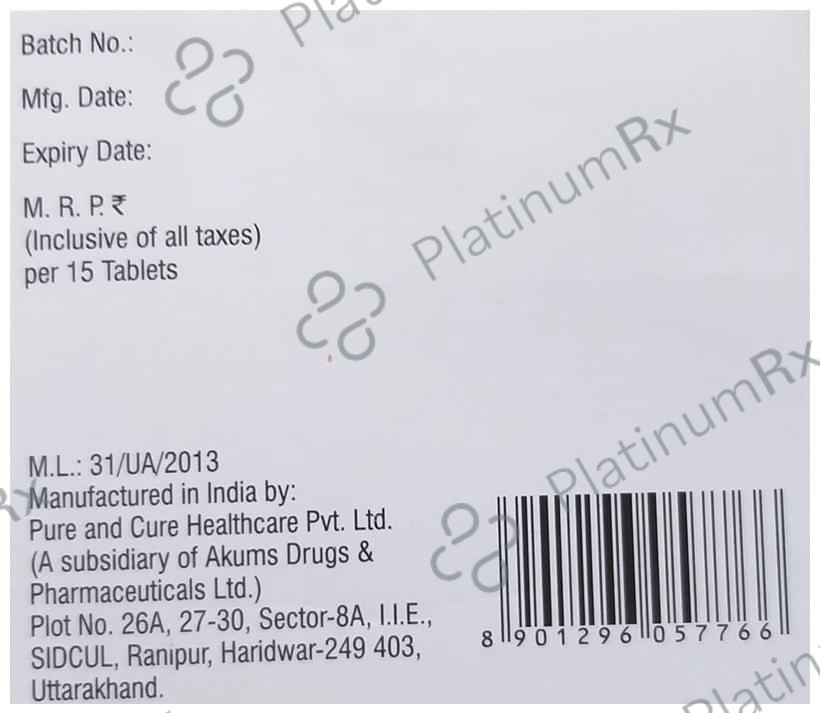 Batch No.:
Mfg. Date:
Expiry Date:
M. R. P. ₹
(Inclusive of all taxes)
per 15 Tablets
M.L.: 31/UA/2013
Manufactured in India by:
Pure and Cure Healthcare Pvt. Ltd.
(A subsidiary of Akums Drugs &
Pharmaceuticals Ltd.)
Plot No. 26A, 27-30, Sector-8A, I.I.E.,
SIDCUL, Ranipur, Haridwar-249 403,
Uttarakhand.
8 901296 057766
PlatinumRx
PlatinumRx